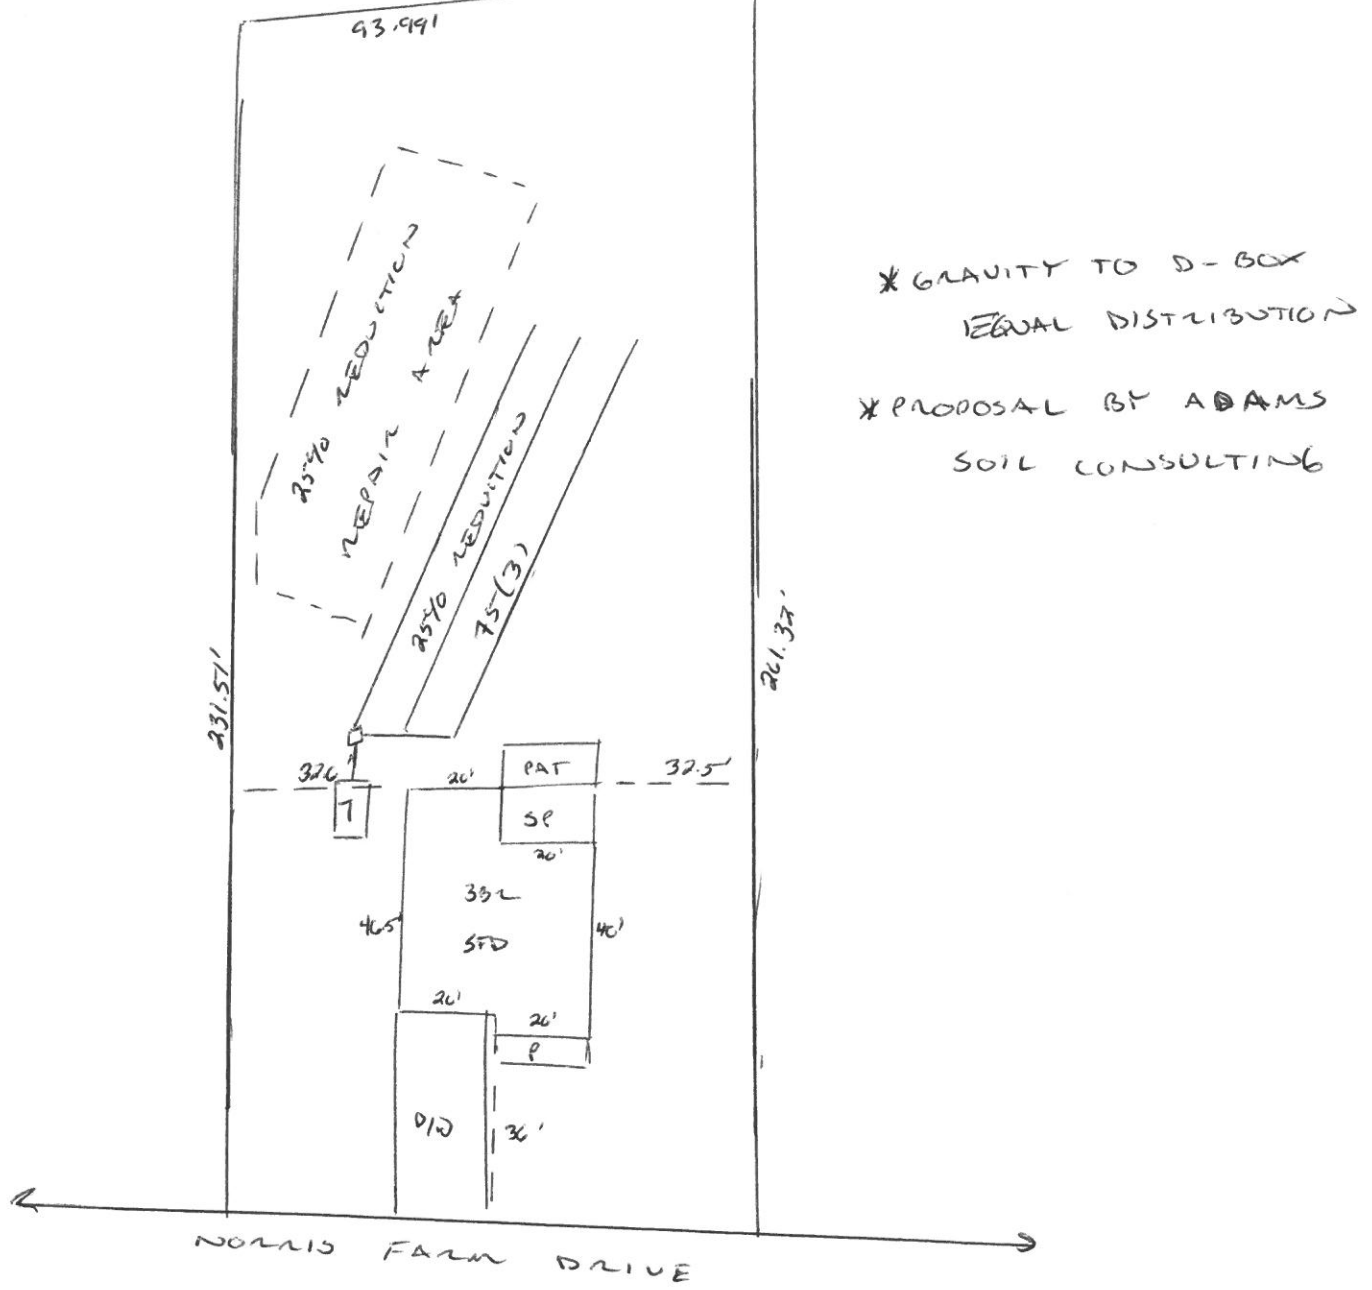 93.99'
25% REDUCTION
REPAIR AREA
* GRAVITY TO D-BOX
EQUAL DISTRIBUTION
* PROPOSAL BY ADAMS
SOIL CONSULTING
25% REDUCTION
75(3)
231.51'
261.32'
32.5'
20'
PAT
SP
20'
T
3BR
SFD
46.5'
40'
20'
20'
P
D/W
36'
NORRIS FARM DRIVE